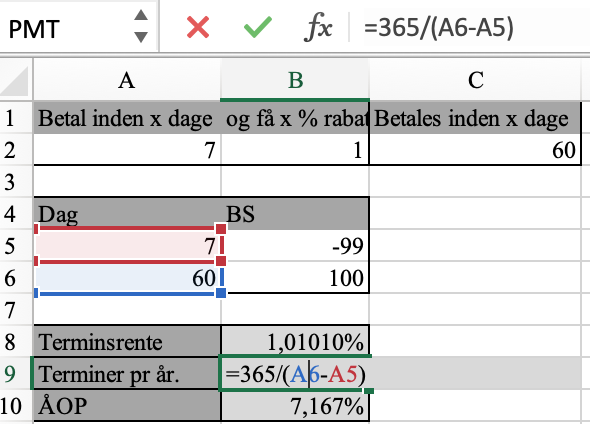 PMT fx =365/(A6-A5)
A B C
1 Betal inden x dage og få x % rabat Betales inden x dage
2 7 1 60
3
4 Dag BS
5 7 -99
6 60 100
7
8 Terminsrente 1,01010%
9 Terminer pr år. =365/(A6-A5)
10 ÅOP 7,167%